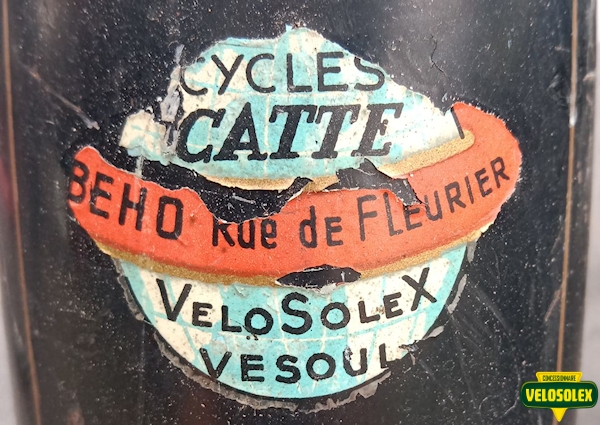 CYCLES
CATTE
BEHO Rue de FLEURIER
VELOSOLEX
VESOUL
CONCESSIONNAIRE
VELOSOLEX